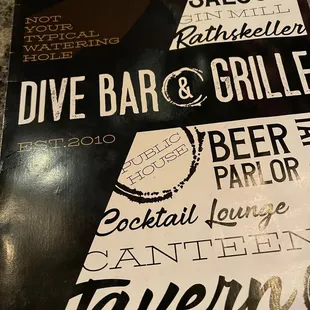 NOT
YOUR
TYPICAL
WATERING
HOLE
GIN MILL
Rathskeller
DIVE BAR & GRILLE
EST. 2010
PUBLIC
HOUSE
BEER
PARLOR
Cocktail Lounge
CANTEEN
Tavern